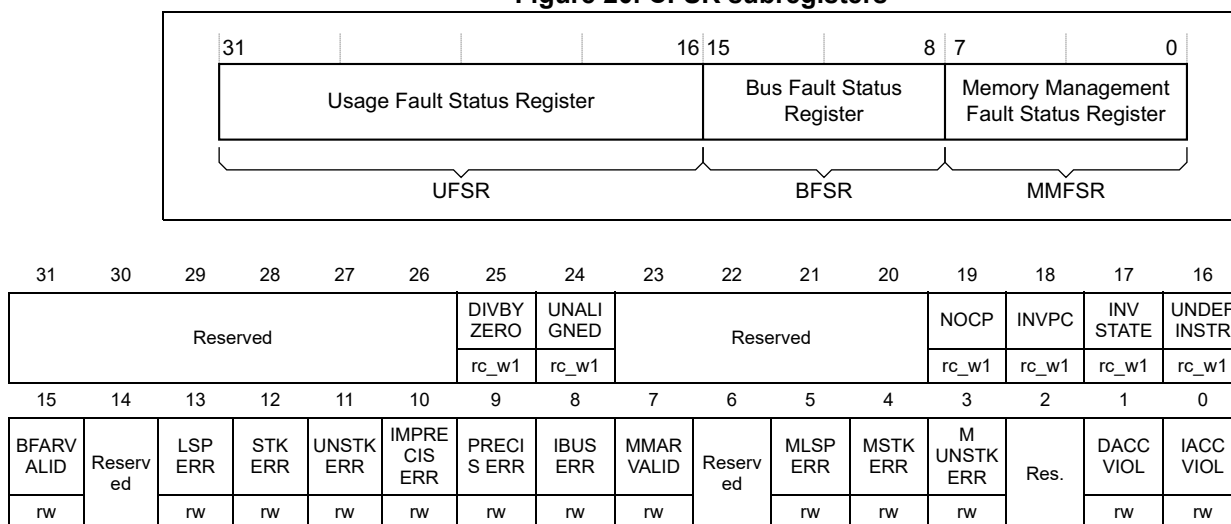 31 16 15 8 7 0
Usage Fault Status Register
Bus Fault Status
Register
Memory Management
Fault Status Register
UFSR BFSR MMFSR
31 30 29 28 27 26 25 24 23 22 21 20 19 18 17 16
Reserved
DIVBY
ZERO
UNALI
GNED
Reserved
NOCP
INVPC
INV
STATE
UNDEF
INSTR
rc_w1 rc_w1 rc_w1 rc_w1 rc_w1 rc_w1
15 14 13 12 11 10 9 8 7 6 5 4 3 2 1 0
BFARV
ALID
Reserv
ed
LSP
ERR
STK
ERR
UNSTK
ERR
IMPRE
CIS
ERR
PRECI
S ERR
IBUS
ERR
MMAR
VALID
Reserv
ed
MLSP
ERR
MSTK
ERR
M
UNSTK
ERR
Res.
DACC
VIOL
IACC
VIOL
rw rw rw rw rw rw rw rw rw rw rw rw rw